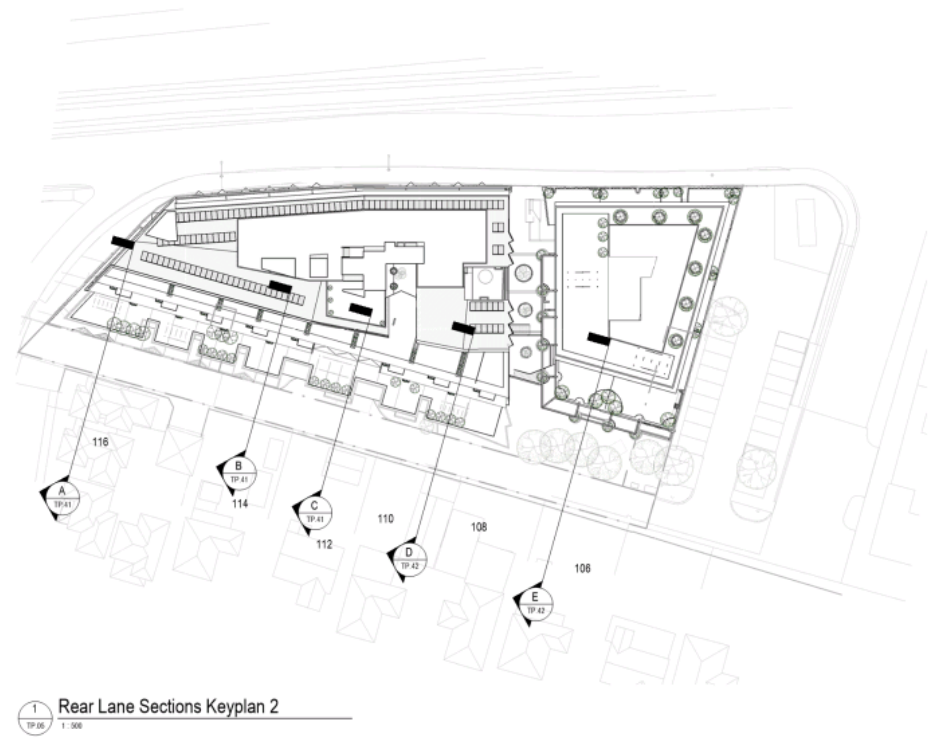 116
A
TP.41
B
TP.41
114
C
TP.41
112
110
D
TP.42
108
E
TP.42
106
1
TP.05
Rear Lane Sections Keyplan 2
1 : 500